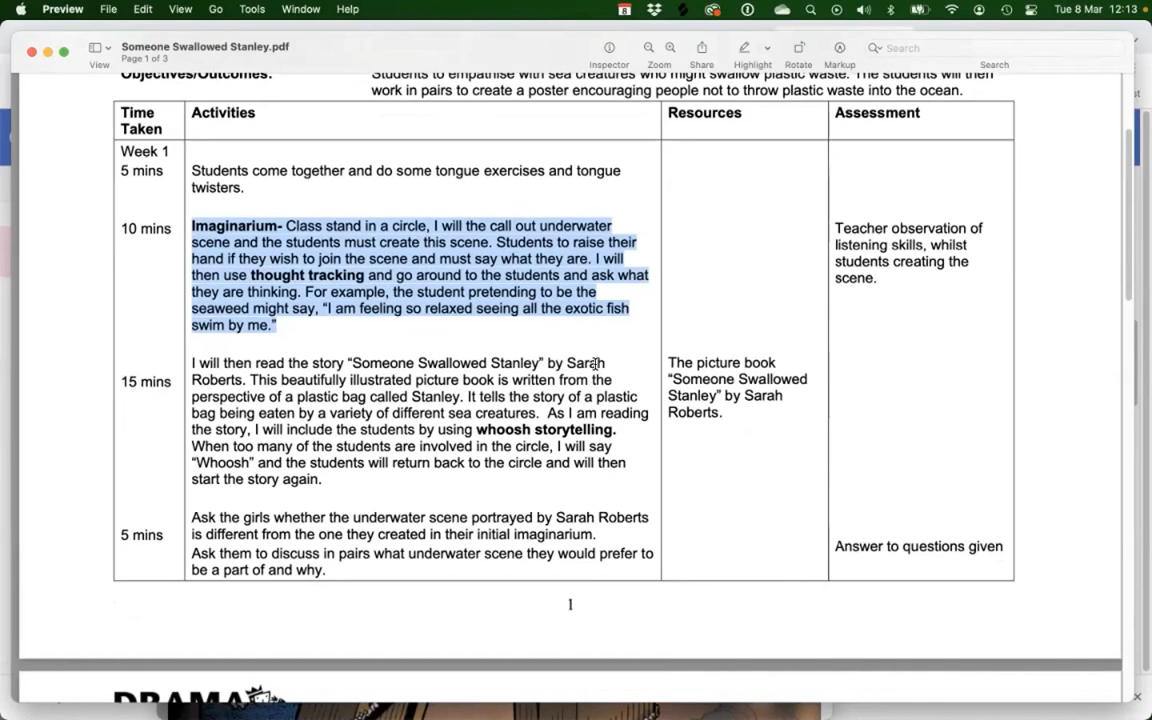 Preview File Edit View Go Tools Window Help
8
Tue 8 Mar 12:13
Someone Swallowed Stanley.pdf
Page 1 of 3
View
Inspector
Zoom
Share
Highlight
Rotate
Markup
Search
Search
Objectives/Outcomes:
Students to empathise with sea creatures who might swallow plastic waste. The students will then
work in pairs to create a poster encouraging people not to throw plastic waste into the ocean.
Time
Taken
Activities
Resources
Assessment
Week 1
5 mins
Students come together and do some tongue exercises and tongue
twisters.
10 mins
Imaginarium- Class stand in a circle, I will the call out underwater
scene and the students must create this scene. Students to raise their
hand if they wish to join the scene and must say what they are. I will
then use thought tracking and go around to the students and ask what
they are thinking. For example, the student pretending to be the
seaweed might say, “I am feeling so relaxed seeing all the exotic fish
swim by me.”
Teacher observation of
listening skills, whilst
students creating the
scene.
15 mins
I will then read the story “Someone Swallowed Stanley” by Sarah
Roberts. This beautifully illustrated picture book is written from the
perspective of a plastic bag called Stanley. It tells the story of a plastic
bag being eaten by a variety of different sea creatures. As I am reading
the story, I will include the students by using whoosh storytelling.
When too many of the students are involved in the circle, I will say
“Whoosh” and the students will return back to the circle and will then
start the story again.
The picture book
“Someone Swallowed
Stanley” by Sarah
Roberts.
5 mins
Ask the girls whether the underwater scene portrayed by Sarah Roberts
is different from the one they created in their initial imaginarium.
Ask them to discuss in pairs what underwater scene they would prefer to
be a part of and why.
Answer to questions given
1
DRAMA